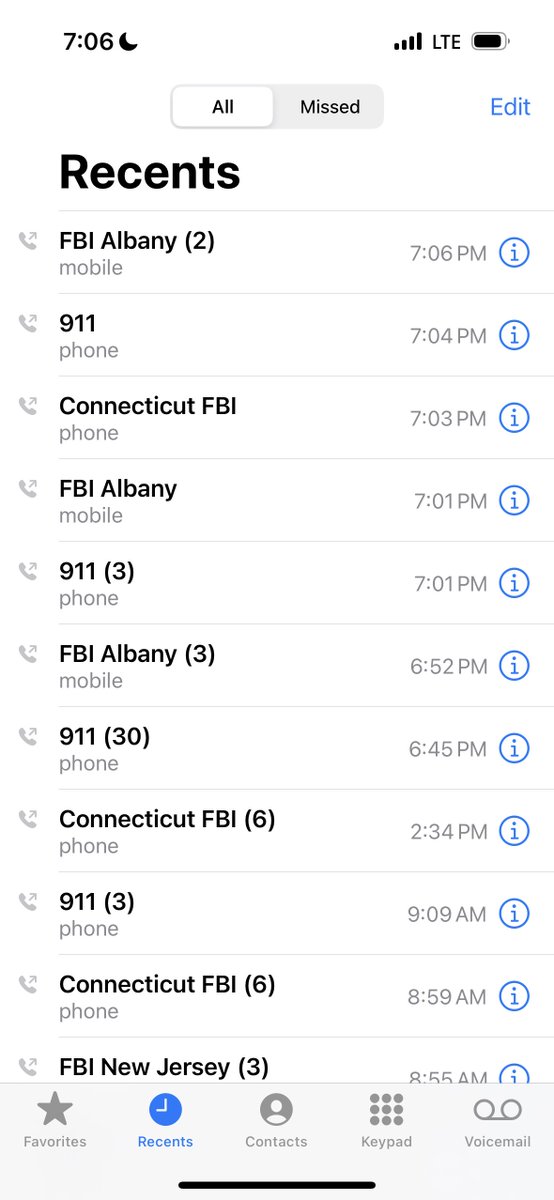 7:06
LTE
All
Missed
Edit
Recents
FBI Albany (2)
mobile
7:06 PM
911
phone
7:04 PM
Connecticut FBI
phone
7:03 PM
FBI Albany
mobile
7:01 PM
911 (3)
phone
7:01 PM
FBI Albany (3)
mobile
6:52 PM
911 (30)
phone
6:45 PM
Connecticut FBI (6)
phone
2:34 PM
911 (3)
phone
9:09 AM
Connecticut FBI (6)
phone
8:59 AM
FBI New Jersey (3)
8:55 AM
Favorites
Recents
Contacts
Keypad
Voicemail